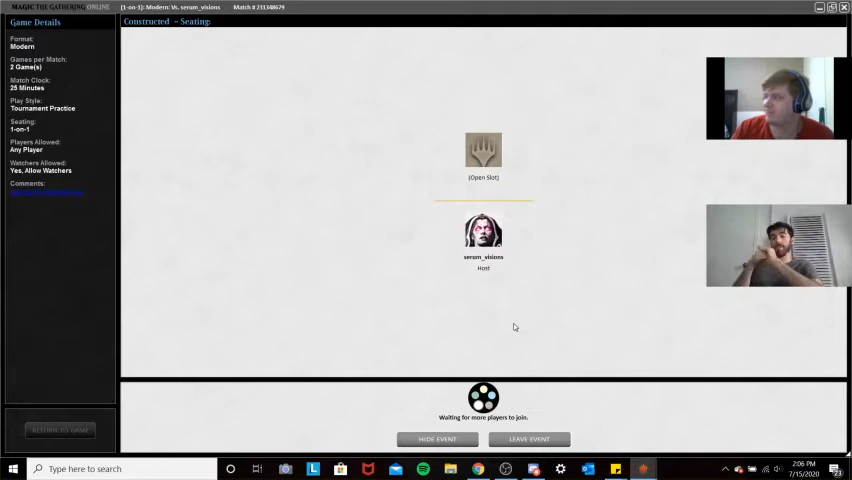 MAGIC THE GATHERING ONLINE
(1-on-1): Modern: Vs. serum_visions
Match # 231348679
Game Details
Constructed - Seating:
Format:
Modern
Games per Match:
2 Game(s)
Match Clock:
25 Minutes
Play Style:
Tournament Practice
Seating:
1-on-1
Players Allowed:
Any Player
Watchers Allowed:
Yes, Allow Watchers
Comments:
(Open Slot)
serum_visions
Host
Waiting for more players to join.
RETURN TO GAME
HIDE EVENT
LEAVE EVENT
Type here to search
2:06 PM
7/15/2020
23